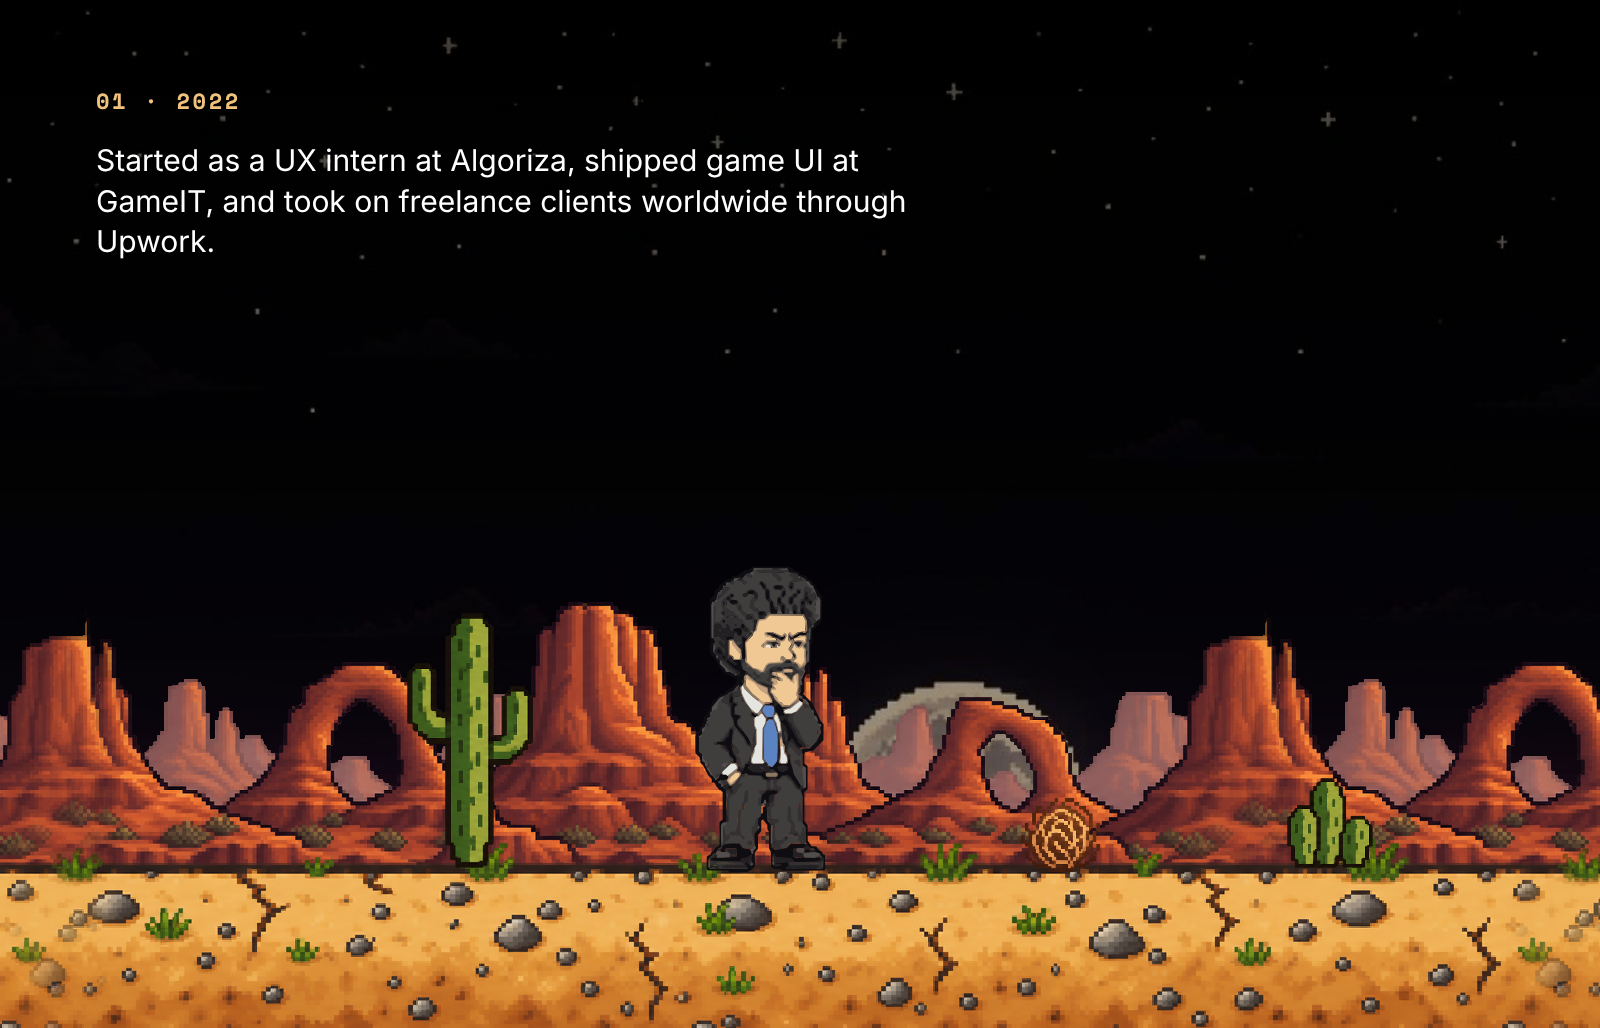 01 · 2022
Started as a UX intern at Algoriza, shipped game UI at
GameIT, and took on freelance clients worldwide through
Upwork.